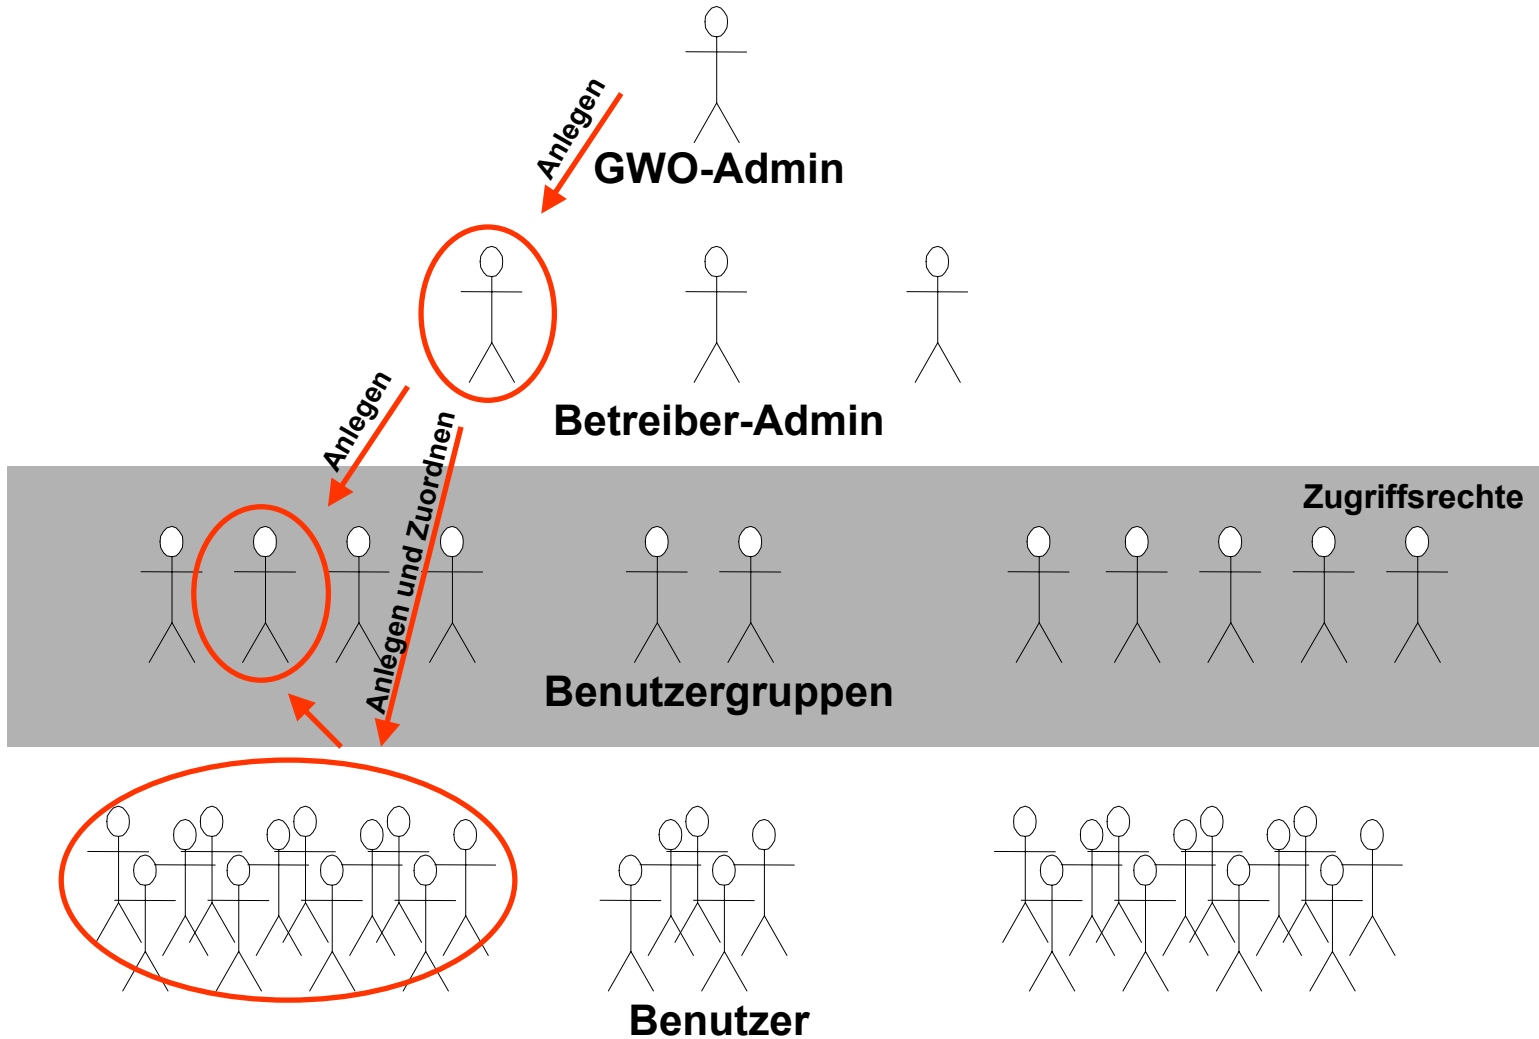 Anlegen
GWO-Admin
Betreiber-Admin
Anlegen
Anlegen und Zuordnen
Zugriffsrechte
Benutzergruppen
Benutzer